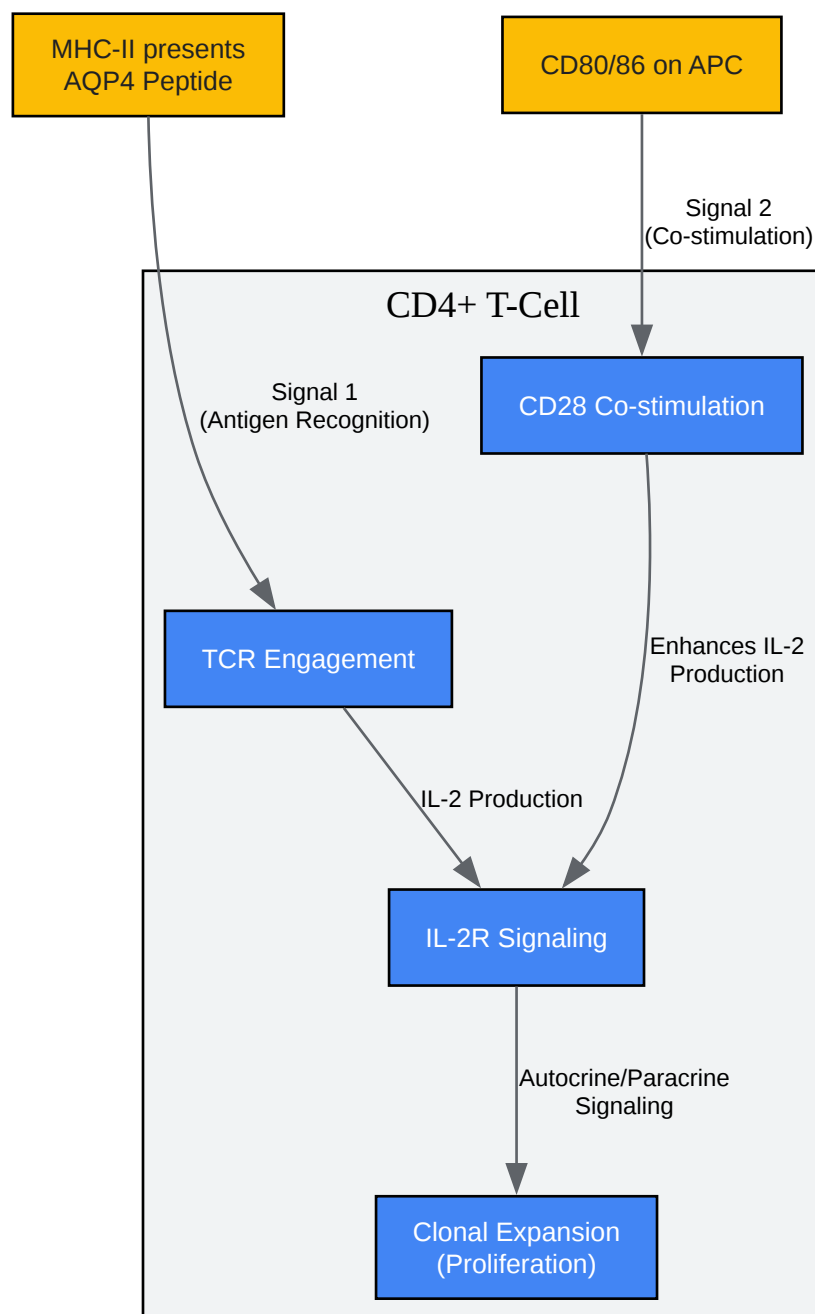 MHC-II presents
AQP4 Peptide
CD80/86 on APC
Signal 2
(Co-stimulation)
CD4+ T-Cell
CD28 Co-stimulation
Signal 1
(Antigen Recognition)
TCR Engagement
Enhances IL-2
Production
IL-2 Production
IL-2R Signaling
Autocrine/Paracrine
Signaling
Clonal Expansion
(Proliferation)